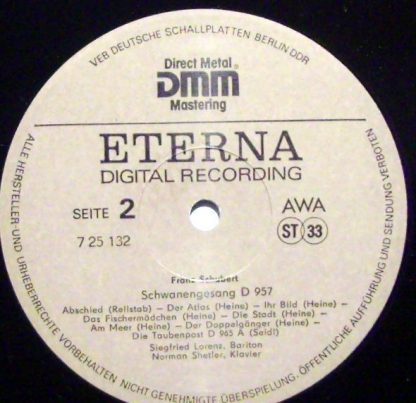 VEB DEUTSCHE SCHALLPLATTEN BERLIN DDR
Direct Metal
DMM®
Mastering
ETERNA
DIGITAL RECORDING
SEITE 2
AWA
7 25 132
ST 33
Franz Schubert
Schwanengesang D 957
Abschied (Rellstab) – Der Atlas (Heine) – Ihr Bild (Heine) –
Das Fischermädchen (Heine) – Die Stadt (Heine) –
Am Meer (Heine) – Der Doppelgänger (Heine) –
Die Taubenpost D 965 A (Seidl)
Siegfried Lorenz, Bariton
Norman Shetler, Klavier
ALLE HERSTELLER-UND URHEBERRECHTE VORBEHALTEN NICHT GENEHMIGTE ÜBERSPIELUNG, ÖFFENTLICHE AUFFÜHRUNG UND SENDUNG VERBOTEN